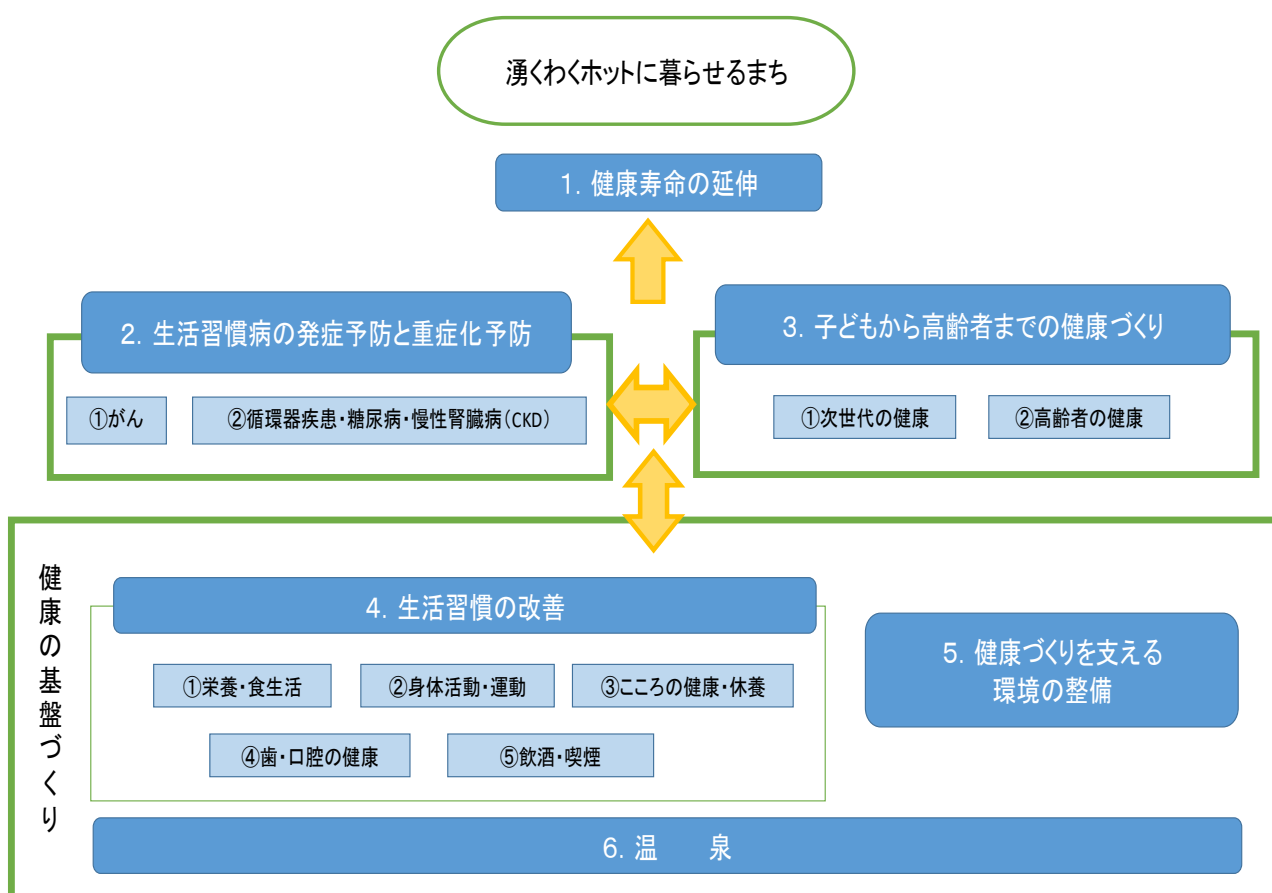 湧くわくホットに暮らせるまち
1. 健康寿命の延伸
2. 生活習慣病の発症予防と重症化予防
①がん
②循環器疾患・糖尿病・慢性腎臓病(CKD)
3. 子どもから高齢者までの健康づくり
①次世代の健康
②高齢者の健康
健康の基盤づくり
4. 生活習慣の改善
①栄養・食生活
②身体活動・運動
③こころの健康・休養
④歯・口腔の健康
⑤飲酒・喫煙
5. 健康づくりを支える
環境の整備
6. 温　　泉